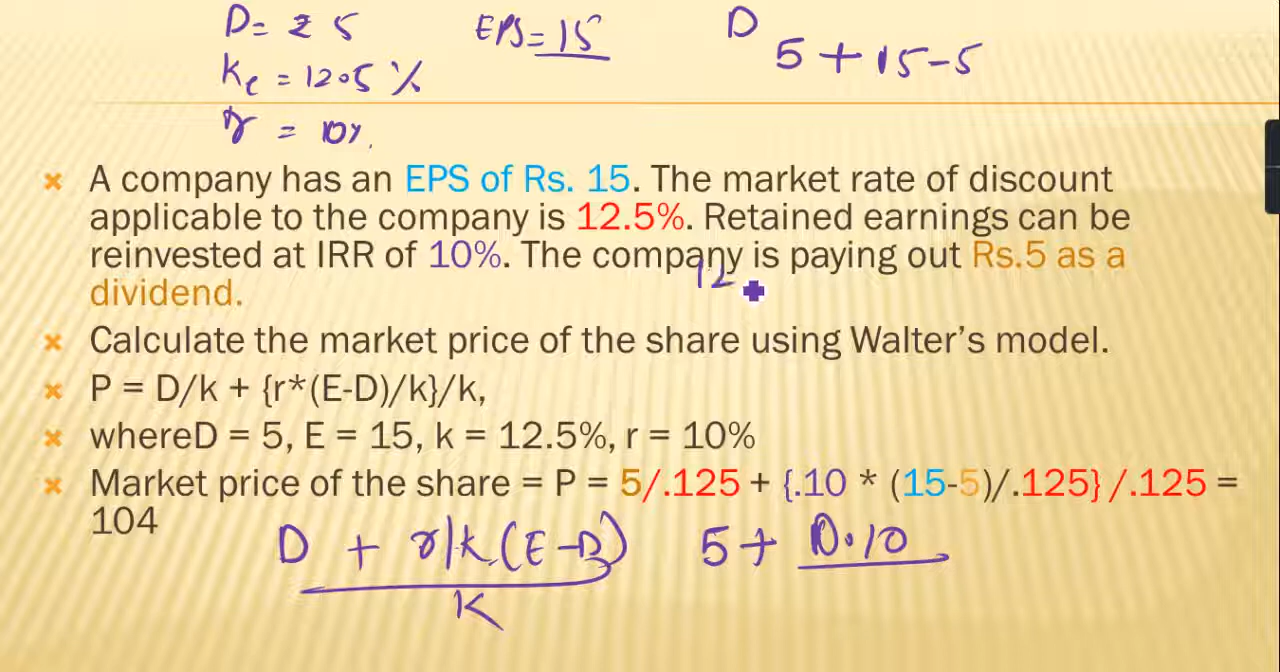 D = ₹ 5
EPS = 15
D
5 + 15 - 5
ke = 12.5 %
r = 10%
A company has an EPS of Rs. 15. The market rate of discount
applicable to the company is 12.5%. Retained earnings can be
reinvested at IRR of 10%. The company is paying out Rs.5 as a
12
dividend.
Calculate the market price of the share using Walter's model.
P = D/k + {r*(E-D)/k}/k,
whereD = 5, E = 15, k = 12.5%, r = 10%
Market price of the share = P = 5/.125 + {.10 * (15-5)/.125} /.125 =
104
D + r/k (E-D)
K
5 + 0.10